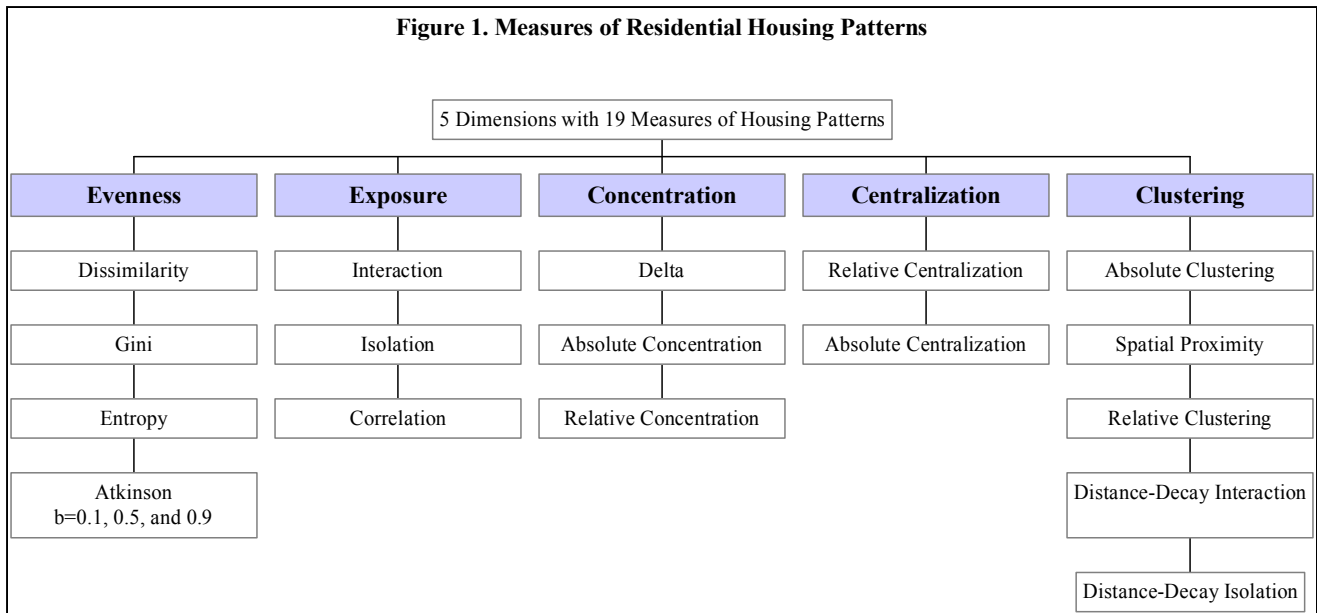 Figure 1. Measures of Residential Housing Patterns
5 Dimensions with 19 Measures of Housing Patterns
Evenness
Dissimilarity
Gini
Entropy
Atkinson
b=0.1, 0.5, and 0.9
Exposure
Interaction
Isolation
Correlation
Concentration
Delta
Absolute Concentration
Relative Concentration
Centralization
Relative Centralization
Absolute Centralization
Clustering
Absolute Clustering
Spatial Proximity
Relative Clustering
Distance-Decay Interaction
Distance-Decay Isolation